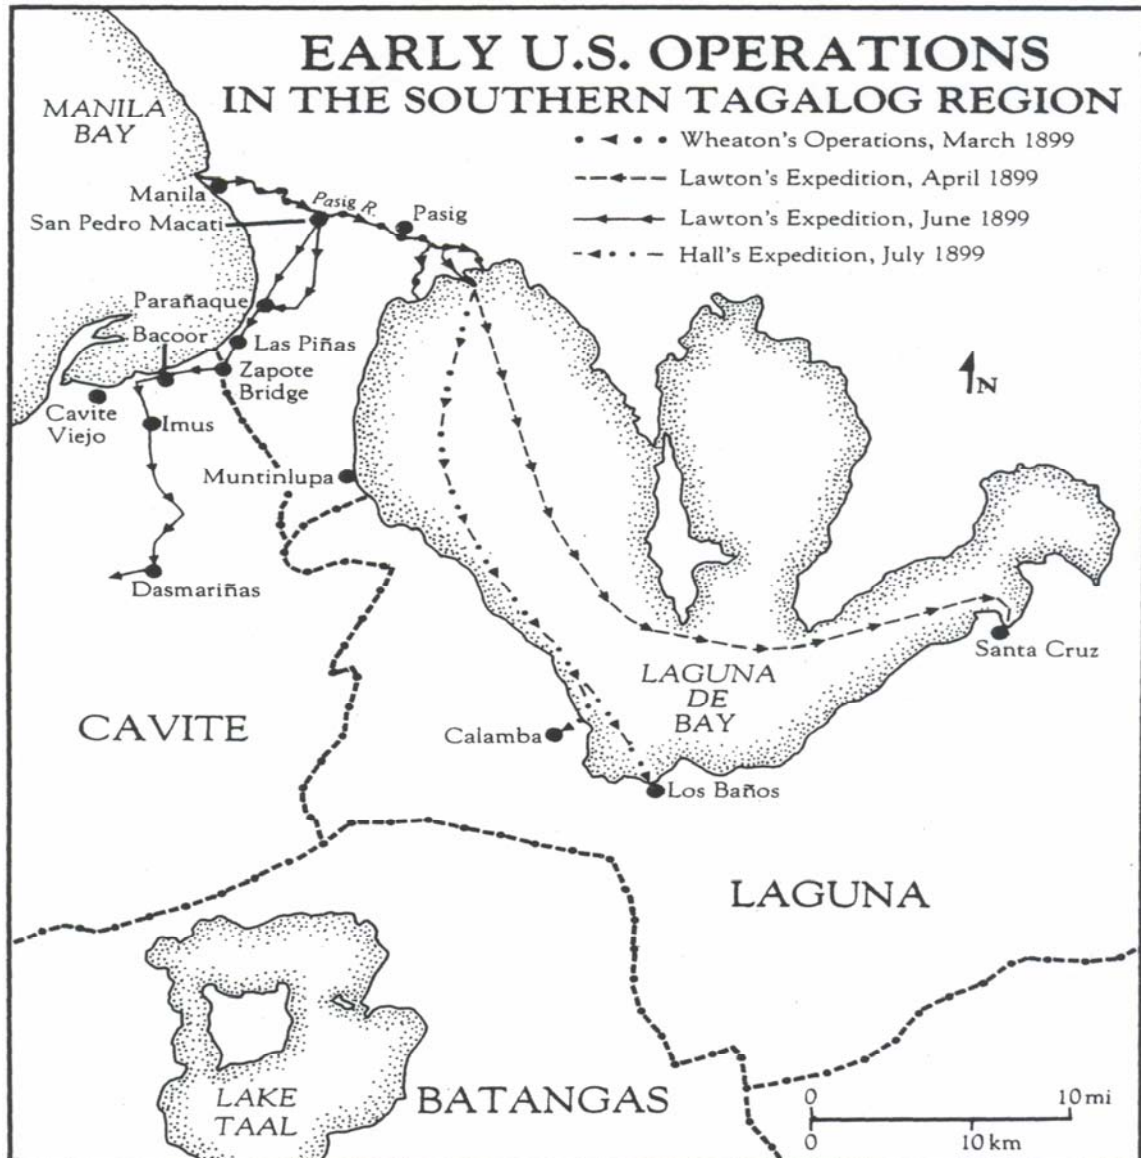 EARLY U.S. OPERATIONS
IN THE SOUTHERN TAGALOG REGION
Wheaton's Operations, March 1899
Lawton's Expedition, April 1899
Lawton's Expedition, June 1899
Hall's Expedition, July 1899
MANILA
BAY
Manila
San Pedro Macati
Pasig R.
Pasig
Parañaque
Bacoor
Las Piñas
Zapote
Bridge
Cavite
Viejo
Imus
N
Muntinlupa
Dasmariñas
Santa Cruz
LAGUNA
DE
BAY
CAVITE
Calamba
Los Baños
LAGUNA
LAKE
TAAL
BATANGAS
0 10 mi
0 10 km